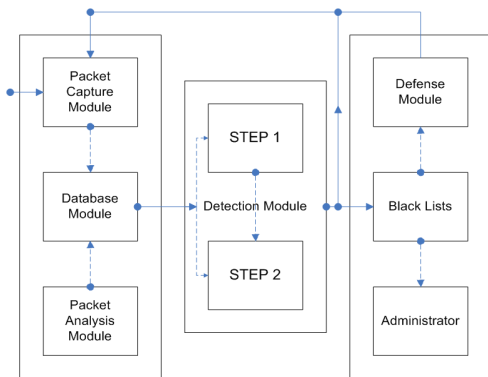 Packet
Capture
Module
Database
Module
Packet
Analysis
Module
STEP 1
Detection Module
STEP 2
Defense
Module
Black Lists
Administrator